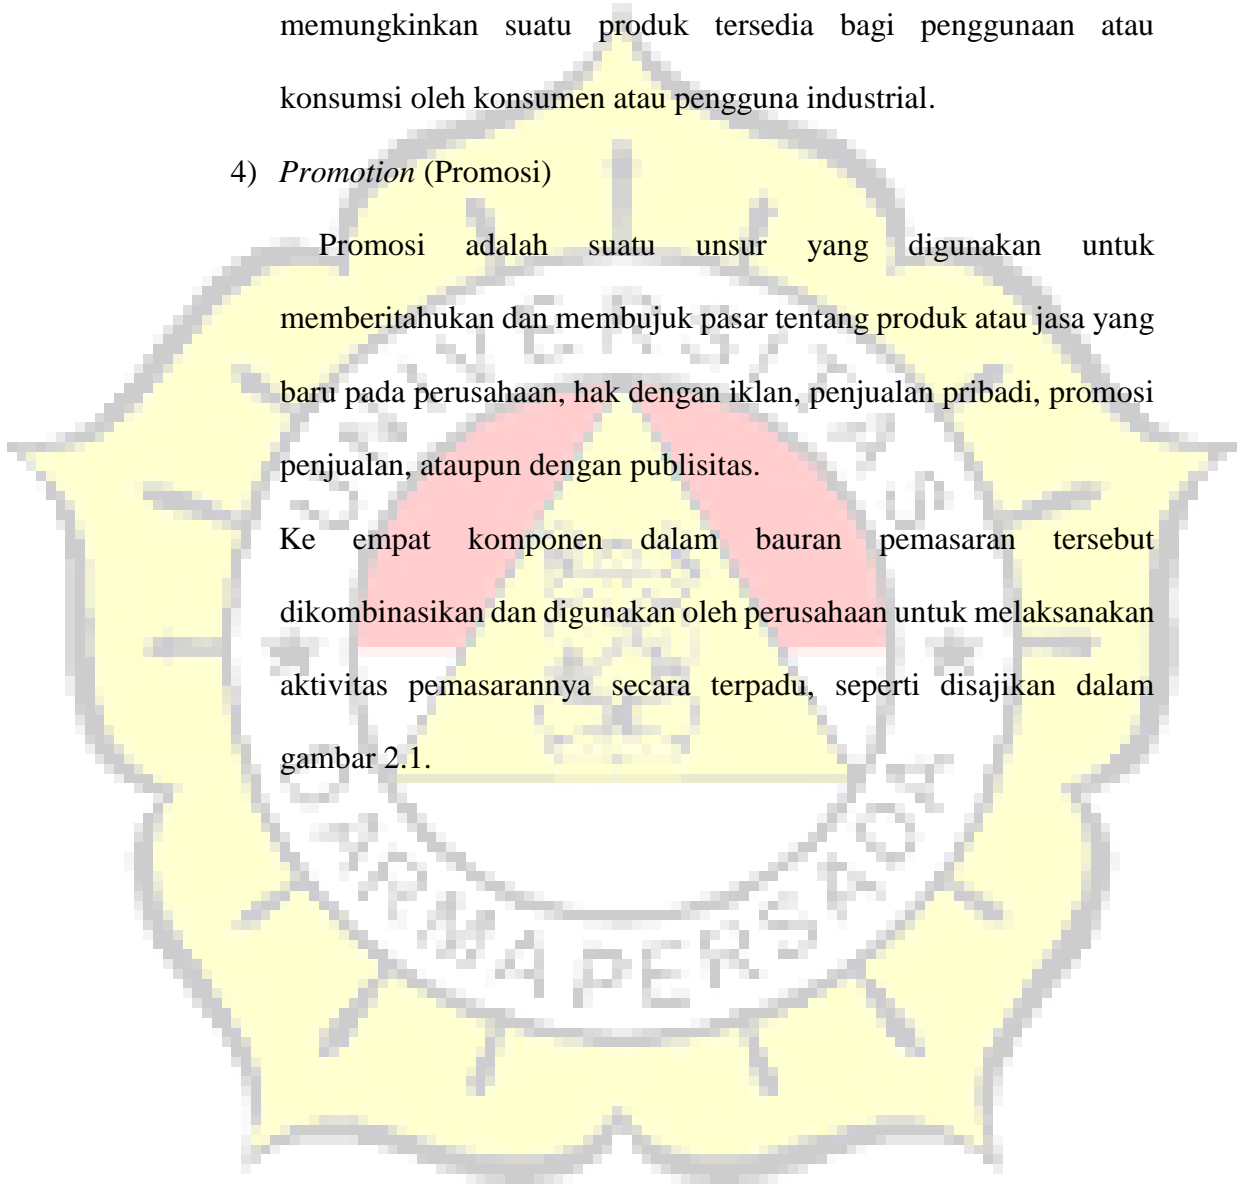 memungkinkan suatu produk tersedia bagi penggunaan atau
konsumsi oleh konsumen atau pengguna industrial.
4) Promotion (Promosi)
Promosi adalah suatu unsur yang digunakan untuk
memberitahukan dan membujuk pasar tentang produk atau jasa yang
baru pada perusahaan, hak dengan iklan, penjualan pribadi, promosi
penjualan, ataupun dengan publisitas.
Ke empat komponen dalam bauran pemasaran tersebut
dikombinasikan dan digunakan oleh perusahaan untuk melaksanakan
aktivitas pemasarannya secara terpadu, seperti disajikan dalam
gambar 2.1.
UNIVERSITAS
DARMA PERSADA